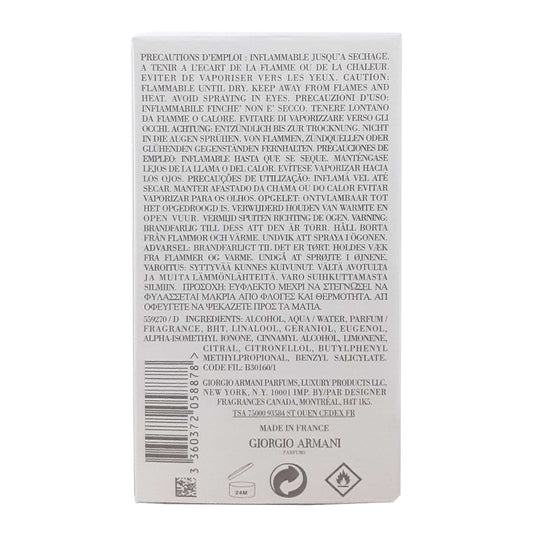 PRECAUTIONS D'EMPLOI : INFLAMMABLE JUSQU'A SECHAGE.
A TENIR A L'ECART DE LA FLAMME OU DE LA CHALEUR.
EVITER DE VAPORISER VERS LES YEUX. CAUTION:
FLAMMABLE UNTIL DRY. KEEP AWAY FROM FLAMES AND
HEAT. AVOID SPRAYING IN EYES. PRECAUZIONI D'USO:
INFIAMMABILE FINCHE' NON E' SECCO. TENERE LONTANO
DA FIAMME O CALORE. EVITARE DI VAPORIZZARE VERSO GLI
OCCHI. ACHTUNG: ENTZÜNDLICH BIS ZUR TROCKNUNG. NICHT
IN DIE AUGEN SPRÜHEN. VON FLAMMEN, ZÜNDQUELLEN ODER
GLÜHENDEN GEGENSTÄNDEN FERNHALTEN. PRECAUCIONES DE
EMPLEO: INFLAMABLE HASTA QUE SE SEQUE. MANTÉNGASE
LEJOS DE LA LLAMA O DEL CALOR. EVÍTESE VAPORIZAR HACIA
LOS OJOS. PRECAUÇÕES DE UTILIZAÇÃO: INFLAMÁVEL ATÉ
SECAR. MANTER AFASTADO DA CHAMA OU DO CALOR EVITAR
VAPORIZAR PARA OS OLHOS. OPGELET: ONTVLAMBAAR TOT
HET OPGEDROOGD IS. VERWIJDERD HOUDEN VAN WARMTE EN
OPEN VUUR. VERMIJD SPUITEN RICHTING DE OGEN. VARNING:
BRANDFARLIG TILL DESS ATT DEN ÄR TORR. HÅLL BORTA
FRÅN FLAMMOR OCH VÄRME. UNDVIK ATT SPRAYA I ÖGONEN.
ADVARSEL: BRANDFARLIGT TIL DET ER TØRT. HOLDES VÆK
FRA FLAMMER OG VARME. UNDGÅ AT SPRØJTE I ØJNENE.
VAROITUS: SYTTYVÄÄ KUNNES KUIVUNUT. VÄLTÄ AVOTULTA
JA MUITA LÄMMÖNLÄHTEITÄ. VARO SUIHKUTTAMASTA
SILMIIN. ΠΡΟΣΟΧΗ: ΕΥΦΛΕΚΤΟ ΜΕΧΡΙ ΝΑ ΣΤΕΓΝΩΣΕΙ ΝΑ
ΦΥΛΑΣΣΕΤΑΙ ΜΑΚΡΙΑ ΑΠΟ ΦΛΟΓΕΣ ΚΑΙ ΘΕΡΜΟΤΗΤΑ. ΑΠ
ΟΦΕΥΓΕΤΕ ΝΑ ΨΕΚΑΖΕΤΕ ΠΡΟΣ ΤΑ ΜΑΤΙΑ.
559270 / D INGREDIENTS: ALCOHOL, AQUA / WATER, PARFUM /
FRAGRANCE, BHT, LINALOOL, GERANIOL, EUGENOL,
ALPHA-ISOMETHYL IONONE, CINNAMYL ALCOHOL, LIMONENE,
CITRAL, CITRONELLOL, BUTYLPHENYL
METHYLPROPIONAL, BENZYL SALICYLATE.
CODE FIL: B30160/1
GIORGIO ARMANI PARFUMS, LUXURY PRODUCTS LLC,
NEW YORK, N.Y. 10001 IMP. BY/PAR DESIGNER
FRAGRANCES CANADA, MONTRÉAL, H4T 1K5.
TSA 75000 93584 ST OUEN CEDEX FR
MADE IN FRANCE
GIORGIO ARMANI
PARFUMS
3 360372 058878 >
24M